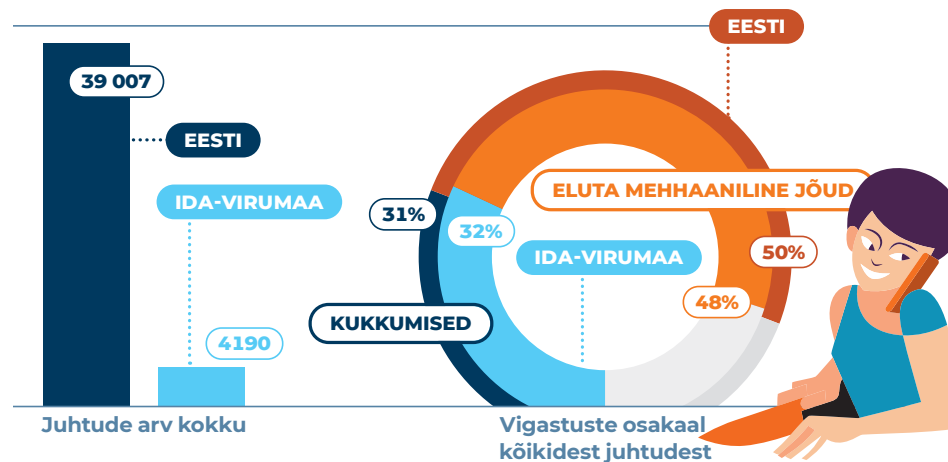 EESTI
39 007
EESTI
IDA-VIRUMAA
4190
Juhtude arv kokku
ELUTA MEHHAANILINE JÕUD
31%
32%
IDA-VIRUMAA
50%
48%
KUKKUMISED
Vigastuste osakaal
kõikidest juhtudest